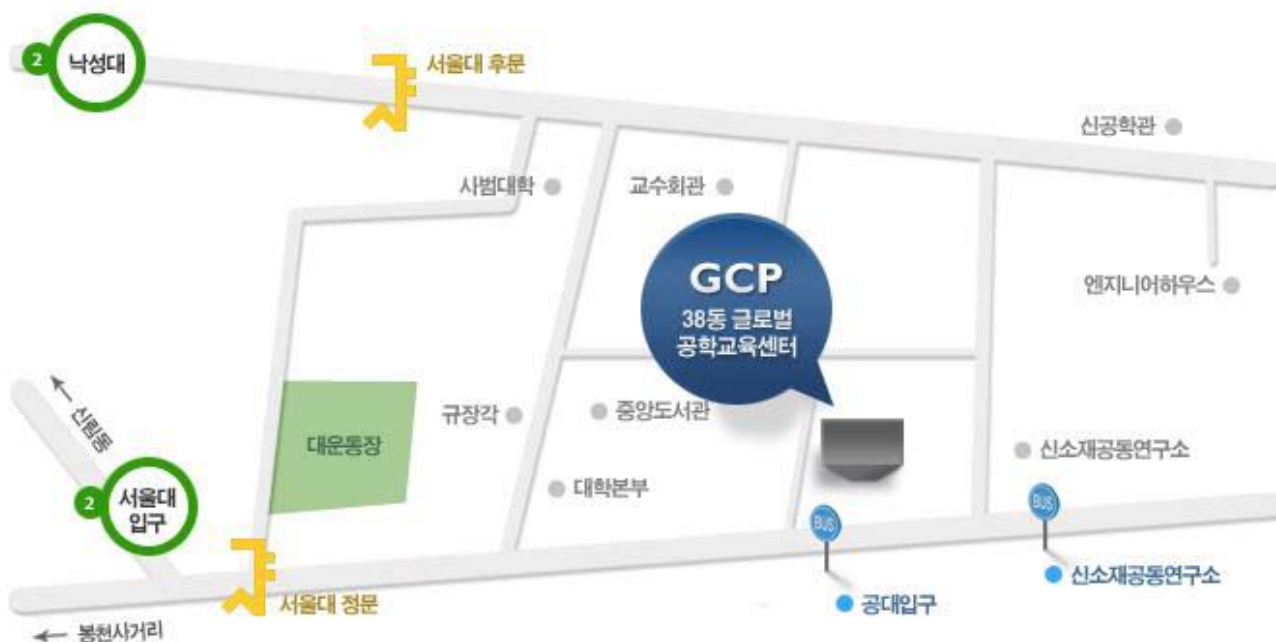 2
낙성대
서울대 후문
신공학관
사범대학
교수회관
GCP
38동 글로벌
공학교육센터
엔지니어하우스
신림동
대운동장
규장각
중앙도서관
신소재공동연구소
2
서울대
입구
대학본부
BUS
BUS
서울대 정문
공대입구
신소재공동연구소
← 봉천사거리